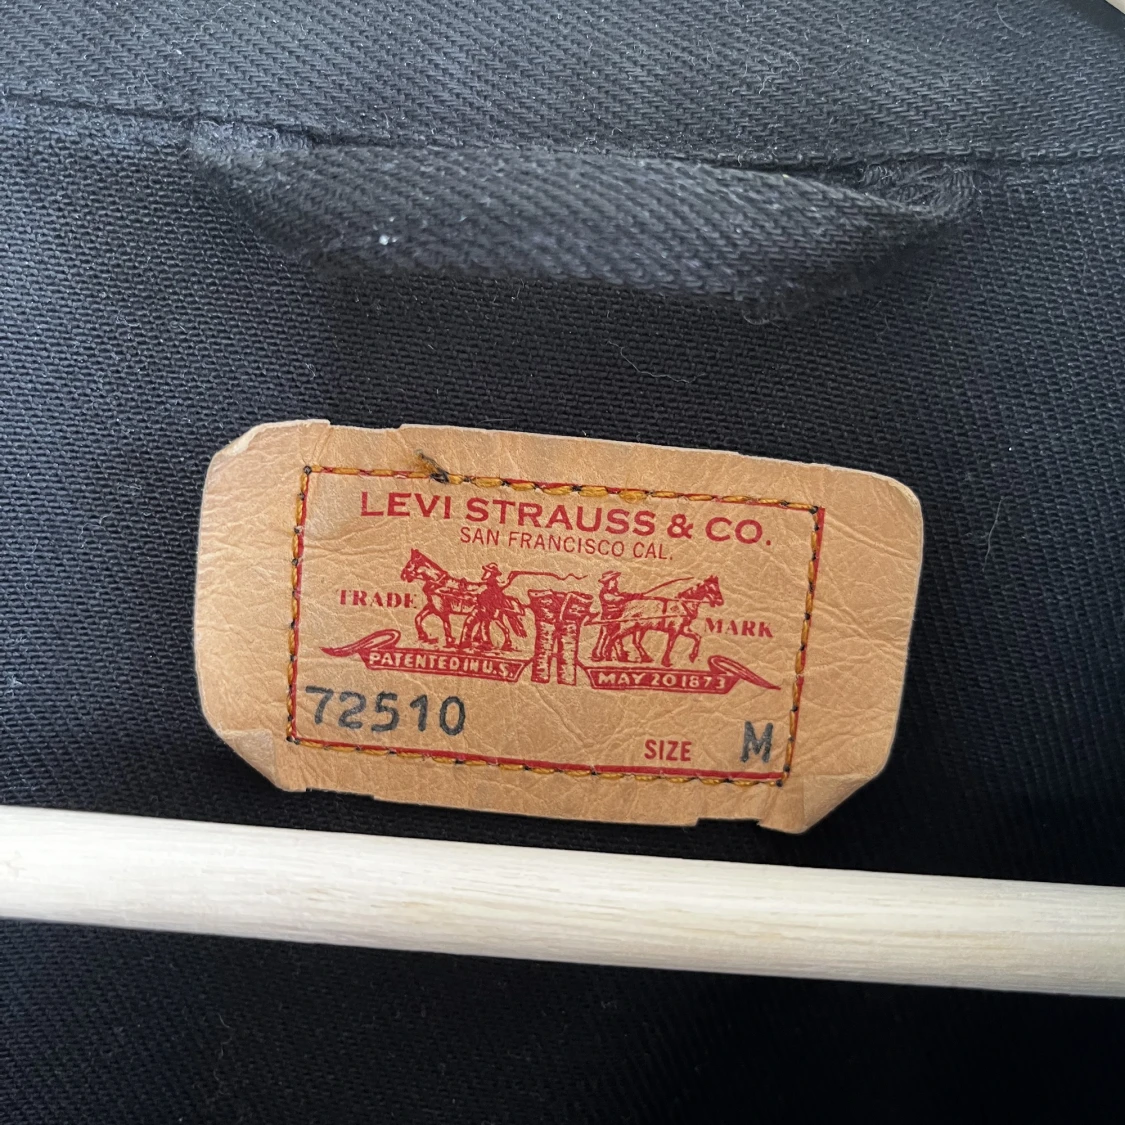 LEVI STRAUSS & CO.
SAN FRANCISCO CAL.
TRADE MARK
PATENTED IN U.S. MAY 20 1873
72510
SIZE M